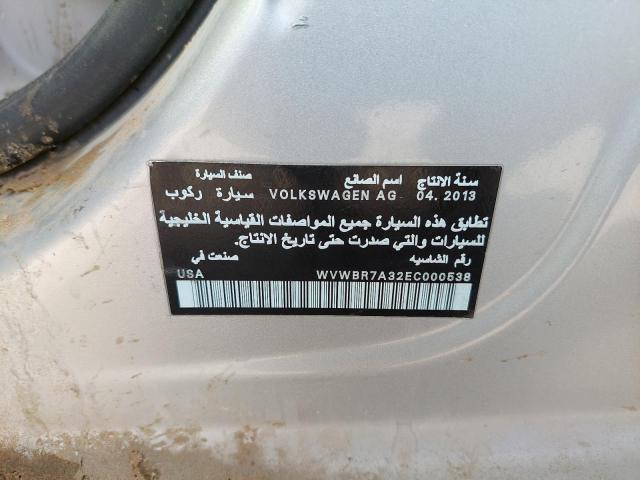 سنة الانتاج اسم الصانع صنف السيارة
04. 2013 VOLKSWAGEN AG سيارة ركوب
تطابق هذه السيارة جميع المواصفات القياسية الخليجية
للسيارات والتي صدرت حتى تاريخ الانتاج.
رقم الشاسيه صنعت في
WVWBR7A32EC000538 USA